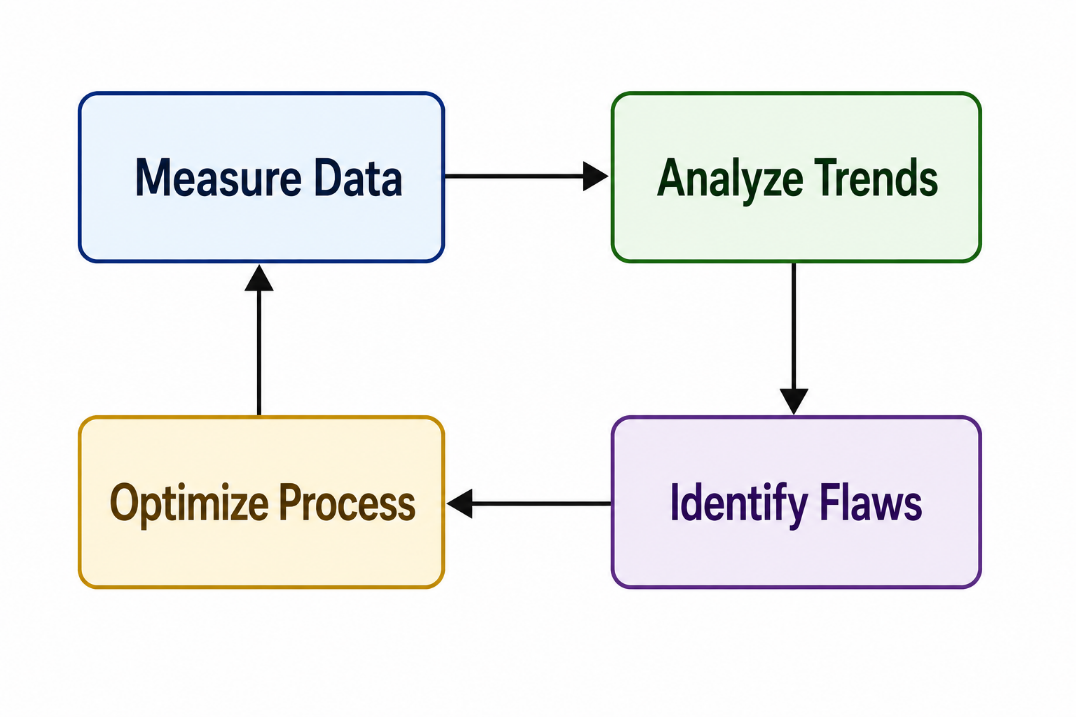 Measure Data
Analyze Trends
Optimize Process
Identify Flaws